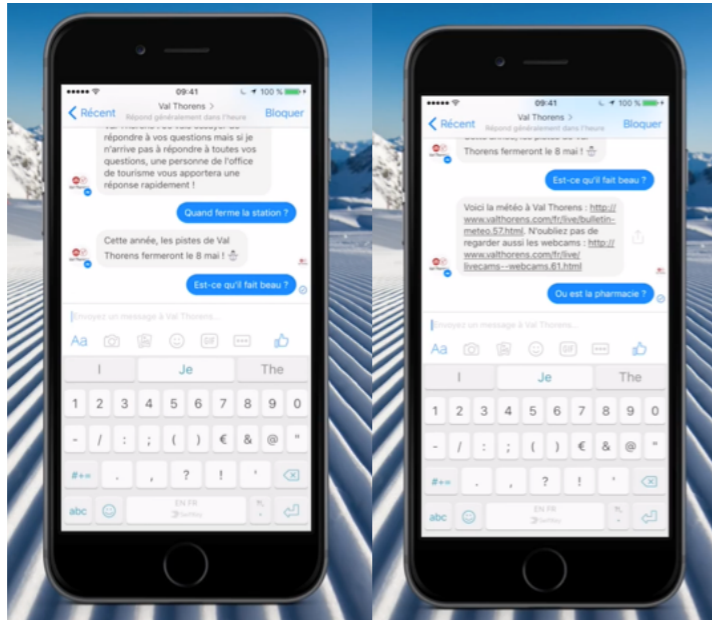 09:41
100 %
Récent
Val Thorens >
Répond généralement dans l'heure
Bloquer
répondre à vos questions mais si je
n'arrive pas à répondre à toutes vos
questions, une personne de l'office
de tourisme vous apportera une
réponse rapidement !
Quand ferme la station ?
Cette année, les pistes de Val
Thorens fermeront le 8 mai !
Est-ce qu'il fait beau ?
Envoyez un message à Val Thorens...
Aa
GIF
I
Je
The
1 2 3 4 5 6 7 8 9 0
- / : ; ( ) € & @ "
#+= . , ? ! '
abc
EN FR
09:41
100 %
Récent
Val Thorens >
Répond généralement dans l'heure
Bloquer
Thorens fermeront le 8 mai !
Est-ce qu'il fait beau ?
Voici la météo à Val Thorens : http://
www.valthorens.com/fr/live/bulletin-
meteo.57.html. N'oubliez pas de
regarder aussi les webcams : http://
www.valthorens.com/fr/live/
livecams--webcams.61.html
Ou est la pharmacie ?
Envoyez un message à Val Thorens...
Aa
GIF
I
Je
The
1 2 3 4 5 6 7 8 9 0
- / : ; ( ) € & @ "
#+= . , ? ! '
abc
EN FR